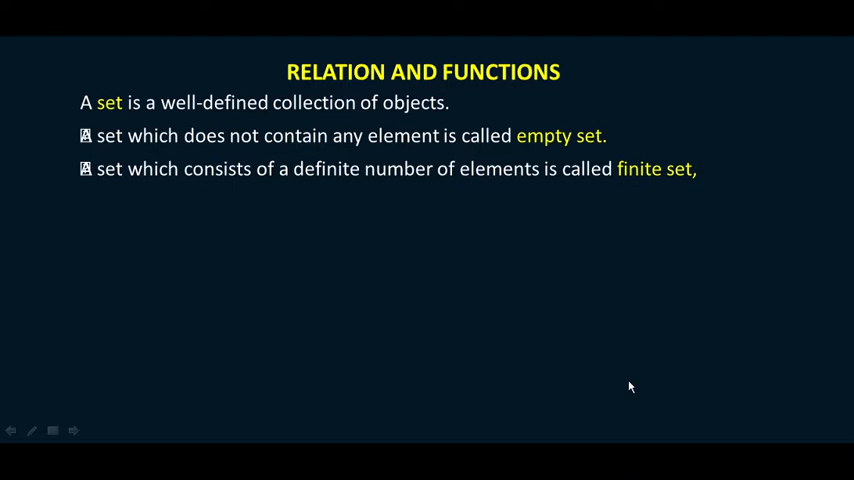 RELATION AND FUNCTIONS
A set is a well-defined collection of objects.
A set which does not contain any element is called empty set.
A set which consists of a definite number of elements is called finite set,